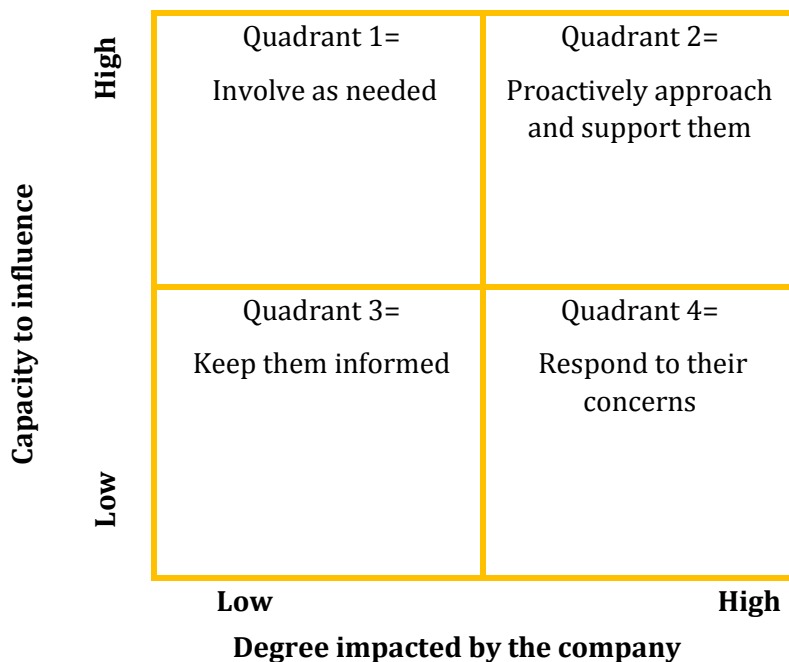 Capacity to influence
High
Low
Quadrant 1=
Involve as needed
Quadrant 2=
Proactively approach
and support them
Quadrant 3=
Keep them informed
Quadrant 4=
Respond to their
concerns
Low
High
Degree impacted by the company